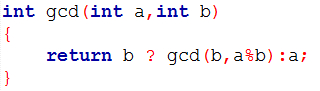 int gcd(int a,int b)
{
    return b ? gcd(b,a%b):a;
}